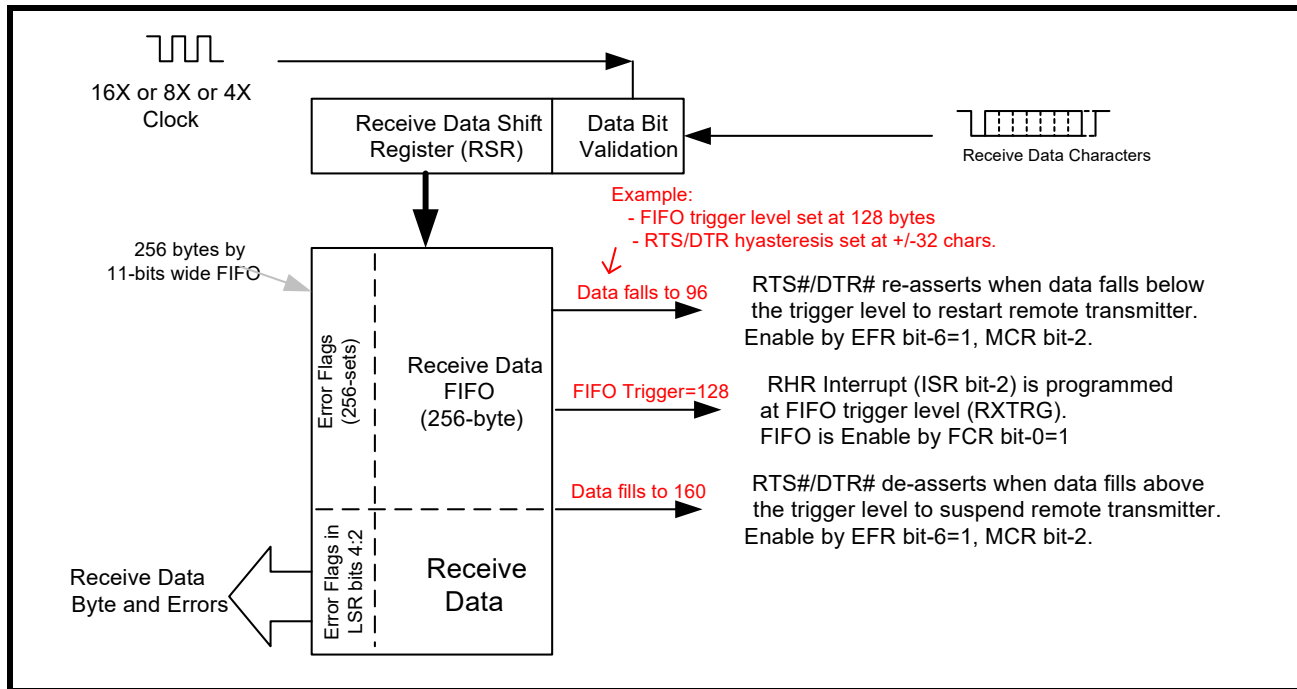 16X or 8X or 4X
Clock
Receive Data Shift
Register (RSR)
Data Bit
Validation
Receive Data Characters
Example:
- FIFO trigger level set at 128 bytes
- RTS/DTR hyasteresis set at +/-32 chars.
256 bytes by
11-bits wide FIFO
Error Flags
(256-sets)
Receive Data
FIFO
(256-byte)
Data falls to 96
RTS#/DTR# re-asserts when data falls below
the trigger level to restart remote transmitter.
Enable by EFR bit-6=1, MCR bit-2.
FIFO Trigger=128
RHR Interrupt (ISR bit-2) is programmed
at FIFO trigger level (RXTRG).
FIFO is Enable by FCR bit-0=1
Data fills to 160
RTS#/DTR# de-asserts when data fills above
the trigger level to suspend remote transmitter.
Enable by EFR bit-6=1, MCR bit-2.
Error Flags in
LSR bits 4:2
Receive
Data
Receive Data
Byte and Errors